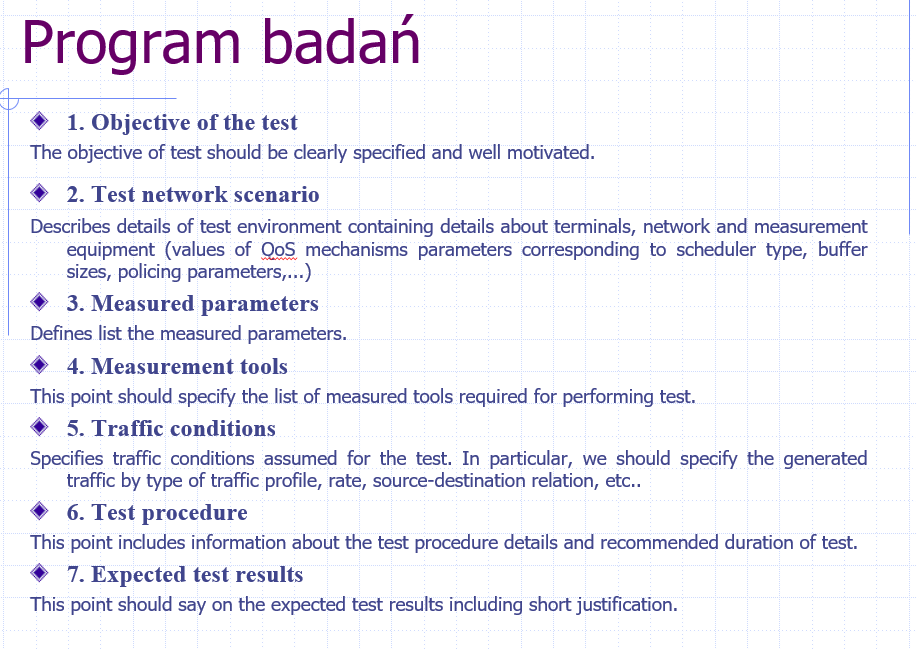 Program badań
1. Objective of the test
The objective of test should be clearly specified and well motivated.
2. Test network scenario
Describes details of test environment containing details about terminals, network and measurement
equipment (values of QoS mechanisms parameters corresponding to scheduler type, buffer
sizes, policing parameters,...)
3. Measured parameters
Defines list the measured parameters.
4. Measurement tools
This point should specify the list of measured tools required for performing test.
5. Traffic conditions
Specifies traffic conditions assumed for the test. In particular, we should specify the generated
traffic by type of traffic profile, rate, source-destination relation, etc..
6. Test procedure
This point includes information about the test procedure details and recommended duration of test.
7. Expected test results
This point should say on the expected test results including short justification.